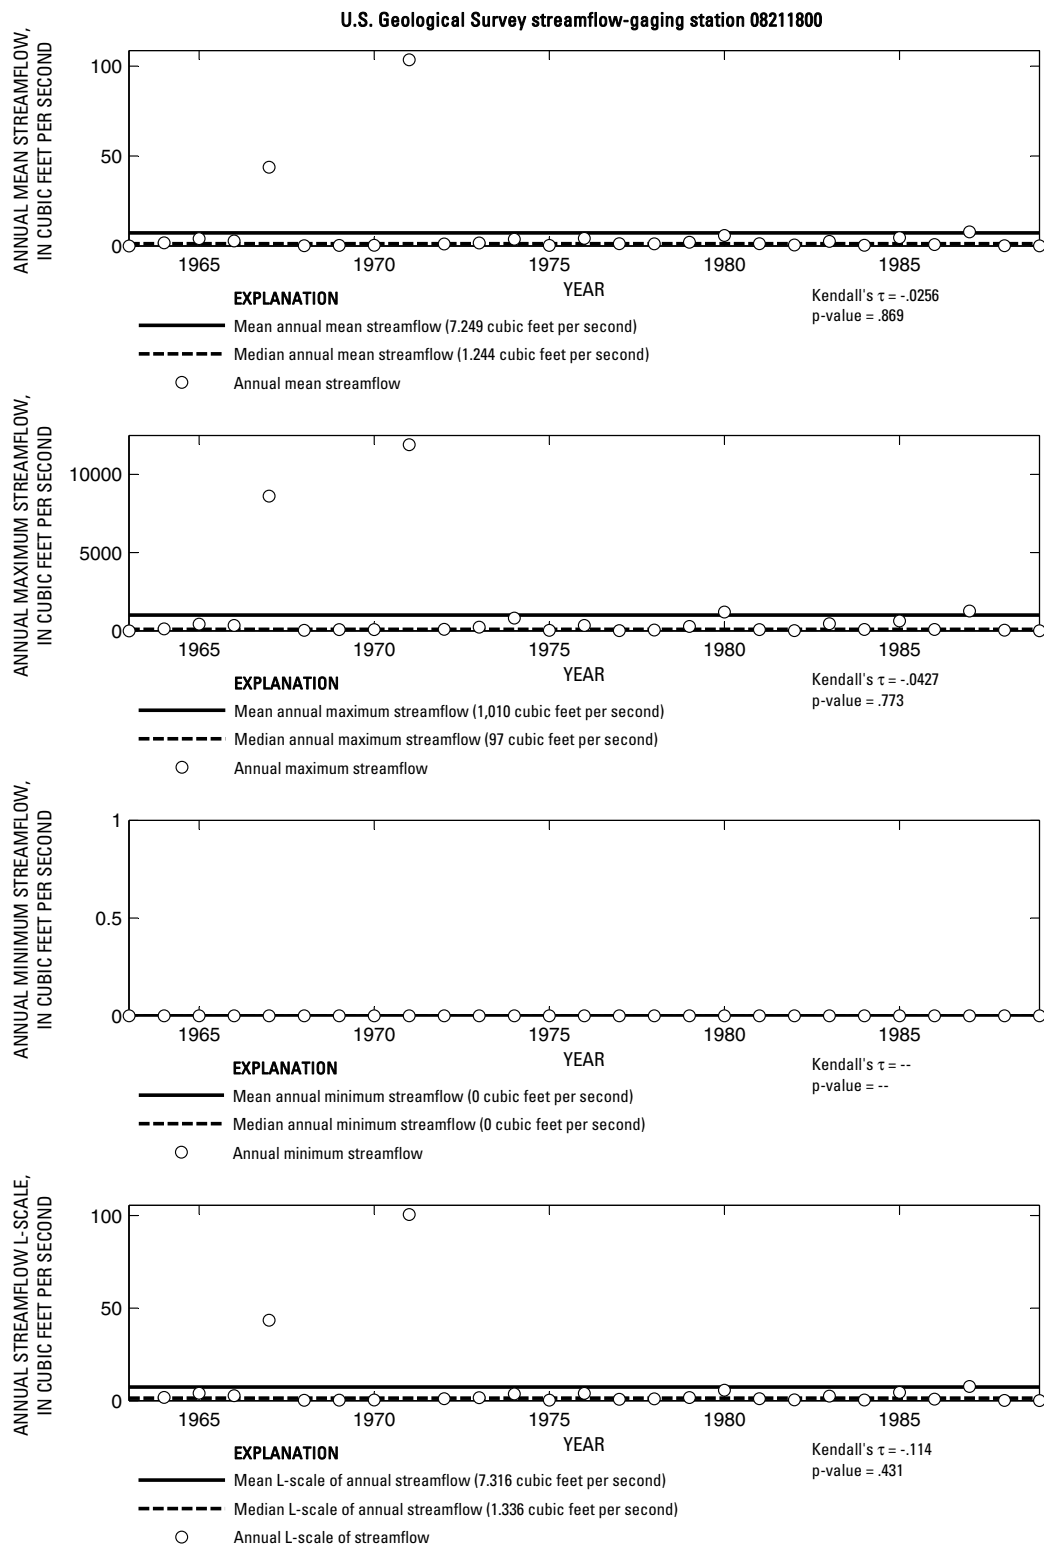 U.S. Geological Survey streamflow-gaging station 08211800
ANNUAL MEAN STREAMFLOW,
IN CUBIC FEET PER SECOND
100
50
0
1965 1970 1975 1980 1985
YEAR
Kendall's τ = -.0256
p-value = .869
EXPLANATION
Mean annual mean streamflow (7.249 cubic feet per second)
Median annual mean streamflow (1.244 cubic feet per second)
Annual mean streamflow
ANNUAL MAXIMUM STREAMFLOW,
IN CUBIC FEET PER SECOND
10000
5000
0
1965 1970 1975 1980 1985
YEAR
Kendall's τ = -.0427
p-value = .773
EXPLANATION
Mean annual maximum streamflow (1,010 cubic feet per second)
Median annual maximum streamflow (97 cubic feet per second)
Annual maximum streamflow
ANNUAL MINIMUM STREAMFLOW,
IN CUBIC FEET PER SECOND
1
0.5
0
1965 1970 1975 1980 1985
YEAR
Kendall's τ = --
p-value = --
EXPLANATION
Mean annual minimum streamflow (0 cubic feet per second)
Median annual minimum streamflow (0 cubic feet per second)
Annual minimum streamflow
ANNUAL STREAMFLOW L-SCALE,
IN CUBIC FEET PER SECOND
100
50
0
1965 1970 1975 1980 1985
YEAR
Kendall's τ = -.114
p-value = .431
EXPLANATION
Mean L-scale of annual streamflow (7.316 cubic feet per second)
Median L-scale of annual streamflow (1.336 cubic feet per second)
Annual L-scale of streamflow